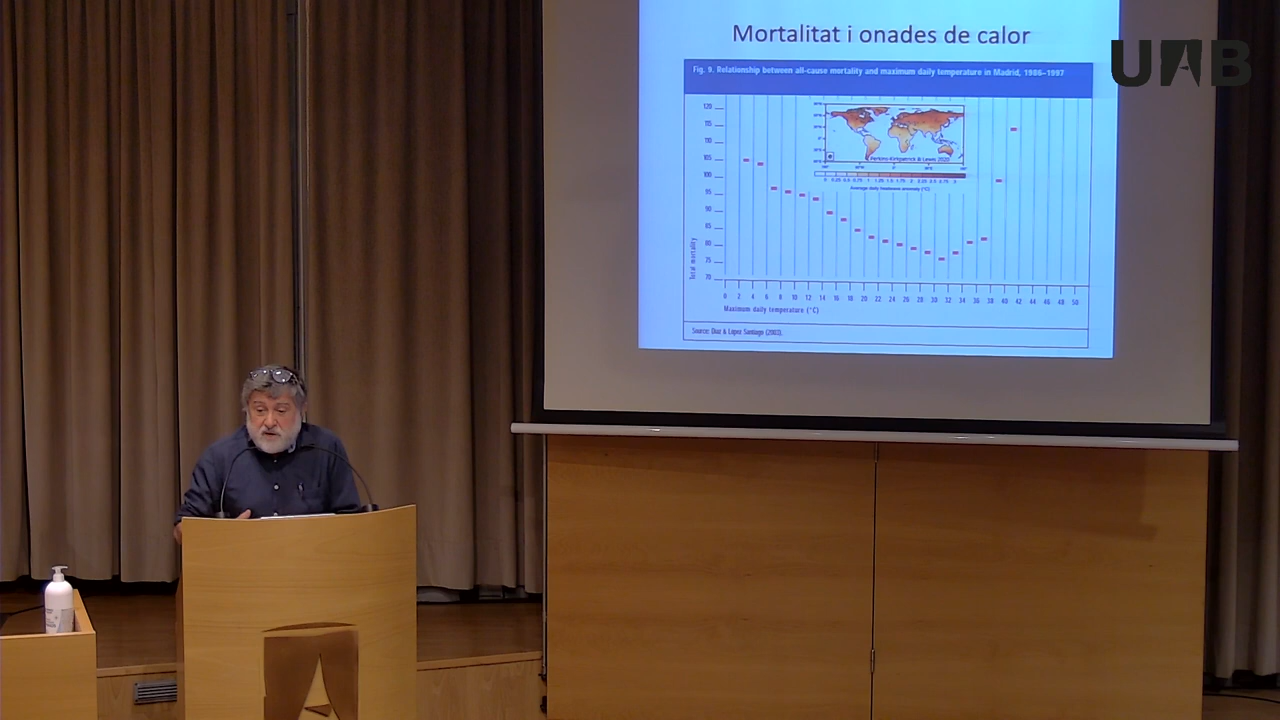 Mortalitat i onades de calor
UAB
Fig. 9. Relationship between all-cause mortality and maximum daily temperature in Madrid, 1986–1997
120
115
110
105
100
95
90
85
80
75
70
Total mortality
Perkins-Kirkpatrick & Lewis 2020
Average daily heatwave anomaly (°C)
0 2 4 6 8 10 12 14 16 18 20 22 24 26 28 30 32 34 36 38 40 42 44 46 48 50
Maximum daily temperature (°C)
Source: Díaz & López Santiago (2003).